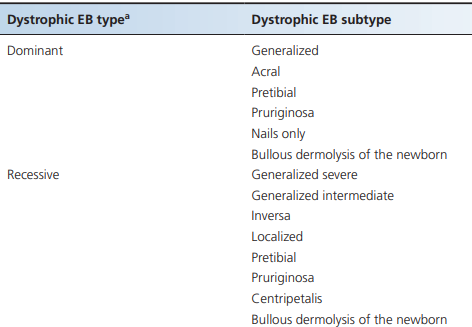 Dystrophic EB typeᵃ Dystrophic EB subtype
Dominant Generalized
Acral
Pretibial
Pruriginosa
Nails only
Bullous dermolysis of the newborn
Recessive Generalized severe
Generalized intermediate
Inversa
Localized
Pretibial
Pruriginosa
Centripetalis
Bullous dermolysis of the newborn